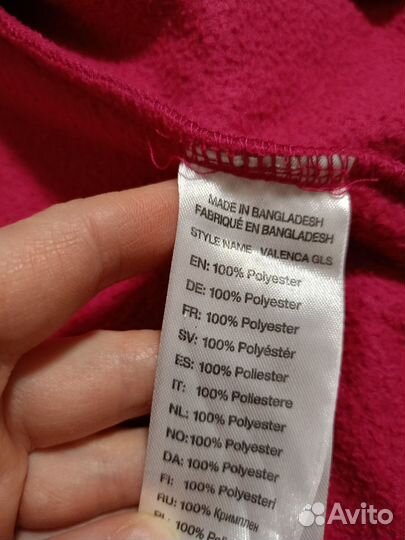 MADE IN BANGLADESH
FABRIQUÉ EN BANGLADESH
STYLE NAME VALENCA GLS
EN: 100% Polyester
DE: 100% Polyester
FR: 100% Polyester
SV: 100% Polyéstér
ES: 100% Poliester
IT: 100% Poliestere
NL: 100% Polyester
NO: 100% Polyester
DA: 100% Polyester
FI: 100% Polyesteri
RU: 100% Кримплен
Avito